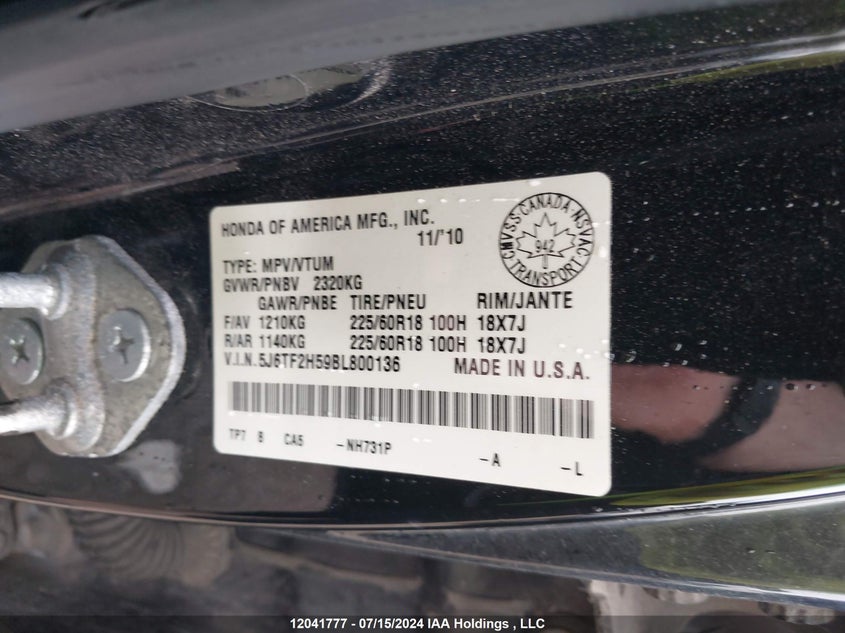 HONDA OF AMERICA MFG., INC.
11/'10
CMVSS CANADA NSVAC
942
TRANSPORT
TYPE: MPV/VTUM
GVWR/PNBV 2320KG
GAWR/PNBE TIRE/PNEU RIM/JANTE
F/AV 1210KG 225/60R18 100H 18X7J
R/AR 1140KG 225/60R18 100H 18X7J
V.I.N. 5J6TF2H59BL800136 MADE IN U.S.A.
TP7 B CA5 -NH731P -A -L
12041777 - 07/15/2024 IAA Holdings , LLC